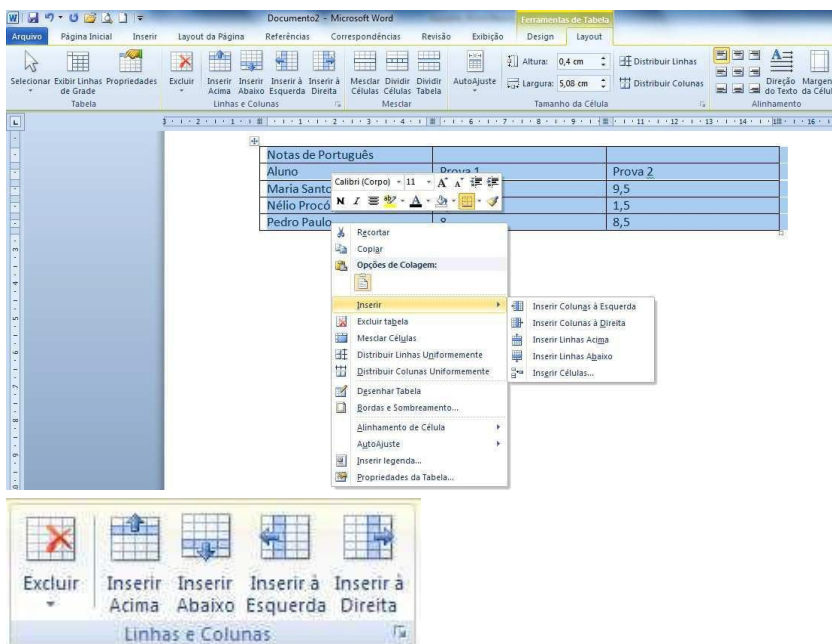 Documento2 - Microsoft Word
Ferramentas de Tabela
Arquivo Página Inicial Inserir Layout da Página Referências Correspondências Revisão Exibição Design Layout
Selecionar Exibir Linhas de Grade Propriedades
Excluir Inserir Acima Inserir Abaixo Inserir à Esquerda Inserir à Direita
Mesclar Células Dividir Células Dividir Tabela
AutoAjuste
Altura: 0,4 cm Distribuir Linhas
Largura: 5,08 cm Distribuir Colunas
Direção do Texto Margens da Célul
Tabela Linhas e Colunas Mesclar Tamanho da Célula Alinhamento
Notas de Português
Aluno Prova 1 Prova 2
Maria Santo 9,5
Nélio Procó 1,5
Pedro Paulo 8 8,5
Calibri (Corpo) 11
N I
Recortar
Copiar
Opções de Colagem:
Inserir
Excluir tabela
Mesclar Células
Distribuir Linhas Uniformemente
Distribuir Colunas Uniformemente
Desenhar Tabela
Bordas e Sombreamento...
Alinhamento de Célula
AutoAjuste
Inserir legenda...
Propriedades da Tabela...
Inserir Colunas à Esquerda
Inserir Colunas à Direita
Inserir Linhas Acima
Inserir Linhas Abaixo
Inserir Células...
Excluir Inserir Acima Inserir Abaixo Inserir à Esquerda Inserir à Direita
Linhas e Colunas